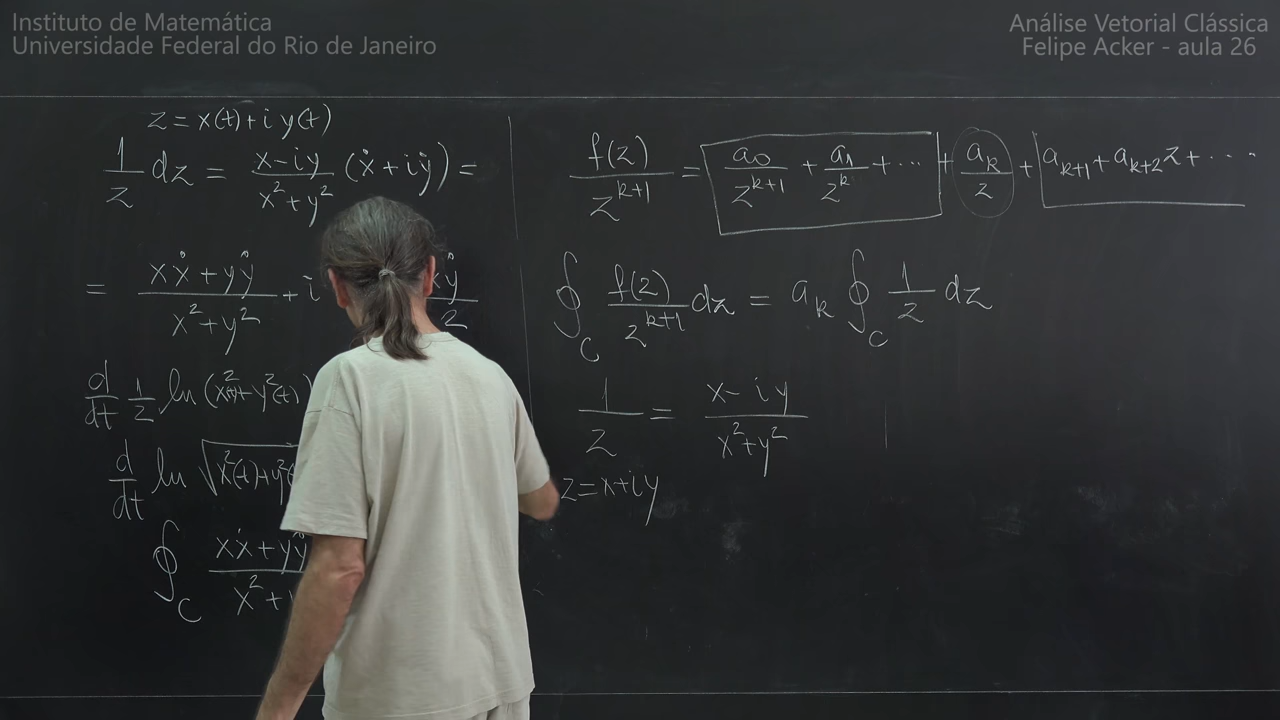 Instituto de Matemática
Universidade Federal do Rio de Janeiro
Análise Vetorial Clássica
Felipe Acker - aula 26
z = x(t) + i y(t)
1/z dz = (x - iy)/(x² + y²) (ẋ + iẏ) =
= (xẋ + yẏ)/(x² + y²) + i xẏ/2
d/dt 1/2 ln (x²(t) + y²(t)
d/dt ln √x²(t) + y²(
∮_C (xẋ + yẏ)/(x² +
f(z)/z^{k+1} = a₀/z^{k+1} + a₁/z^k + ··· + a_k/z + a_{k+1} + a_{k+2} z + ····
∮_C f(z)/z^{k+1} dz = a_k ∮_C 1/z dz
1/z = (x - iy)/(x² + y²)
z = x + iy